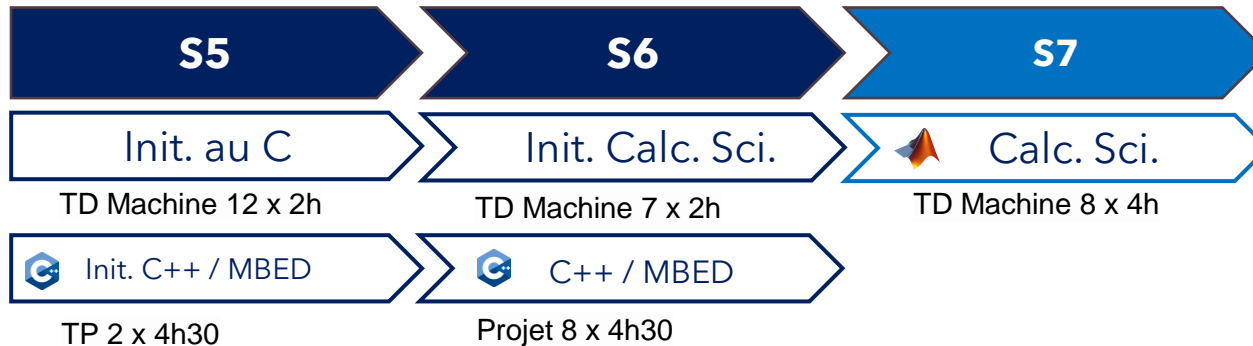 S5
S6
S7
Init. au C
Init. Calc. Sci.
Calc. Sci.
TD Machine 12 x 2h
TD Machine 7 x 2h
TD Machine 8 x 4h
C++ Init. C++ / MBED
C++ C++ / MBED
TP 2 x 4h30
Projet 8 x 4h30